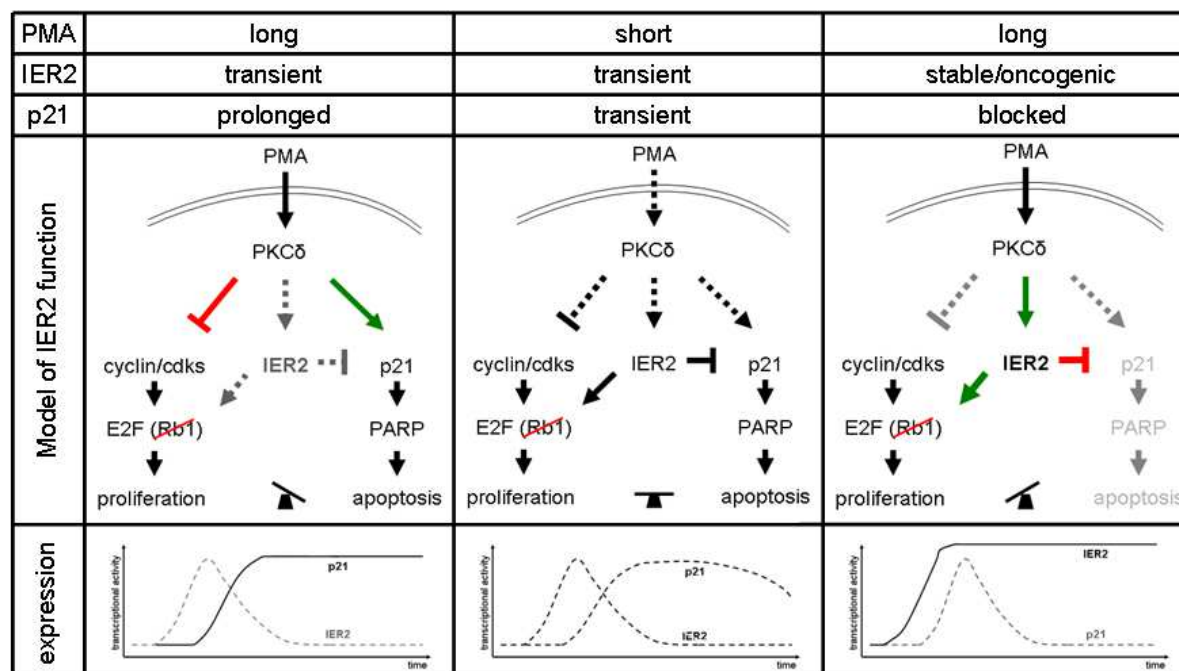 PMA long short long
IER2 transient transient stable/oncogenic
p21 prolonged transient blocked
Model of IER2 function
PMA
PKCδ
cyclin/cdks IER2 p21
E2F (Rb1) PARP
proliferation apoptosis
PMA
PKCδ
cyclin/cdks IER2 p21
E2F (Rb1) PARP
proliferation apoptosis
PMA
PKCδ
cyclin/cdks IER2 p21
E2F (Rb1) PARP
proliferation apoptosis
expression
transcriptional activity
p21
IER2
time
transcriptional activity
p21
IER2
time
transcriptional activity
IER2
p21
time